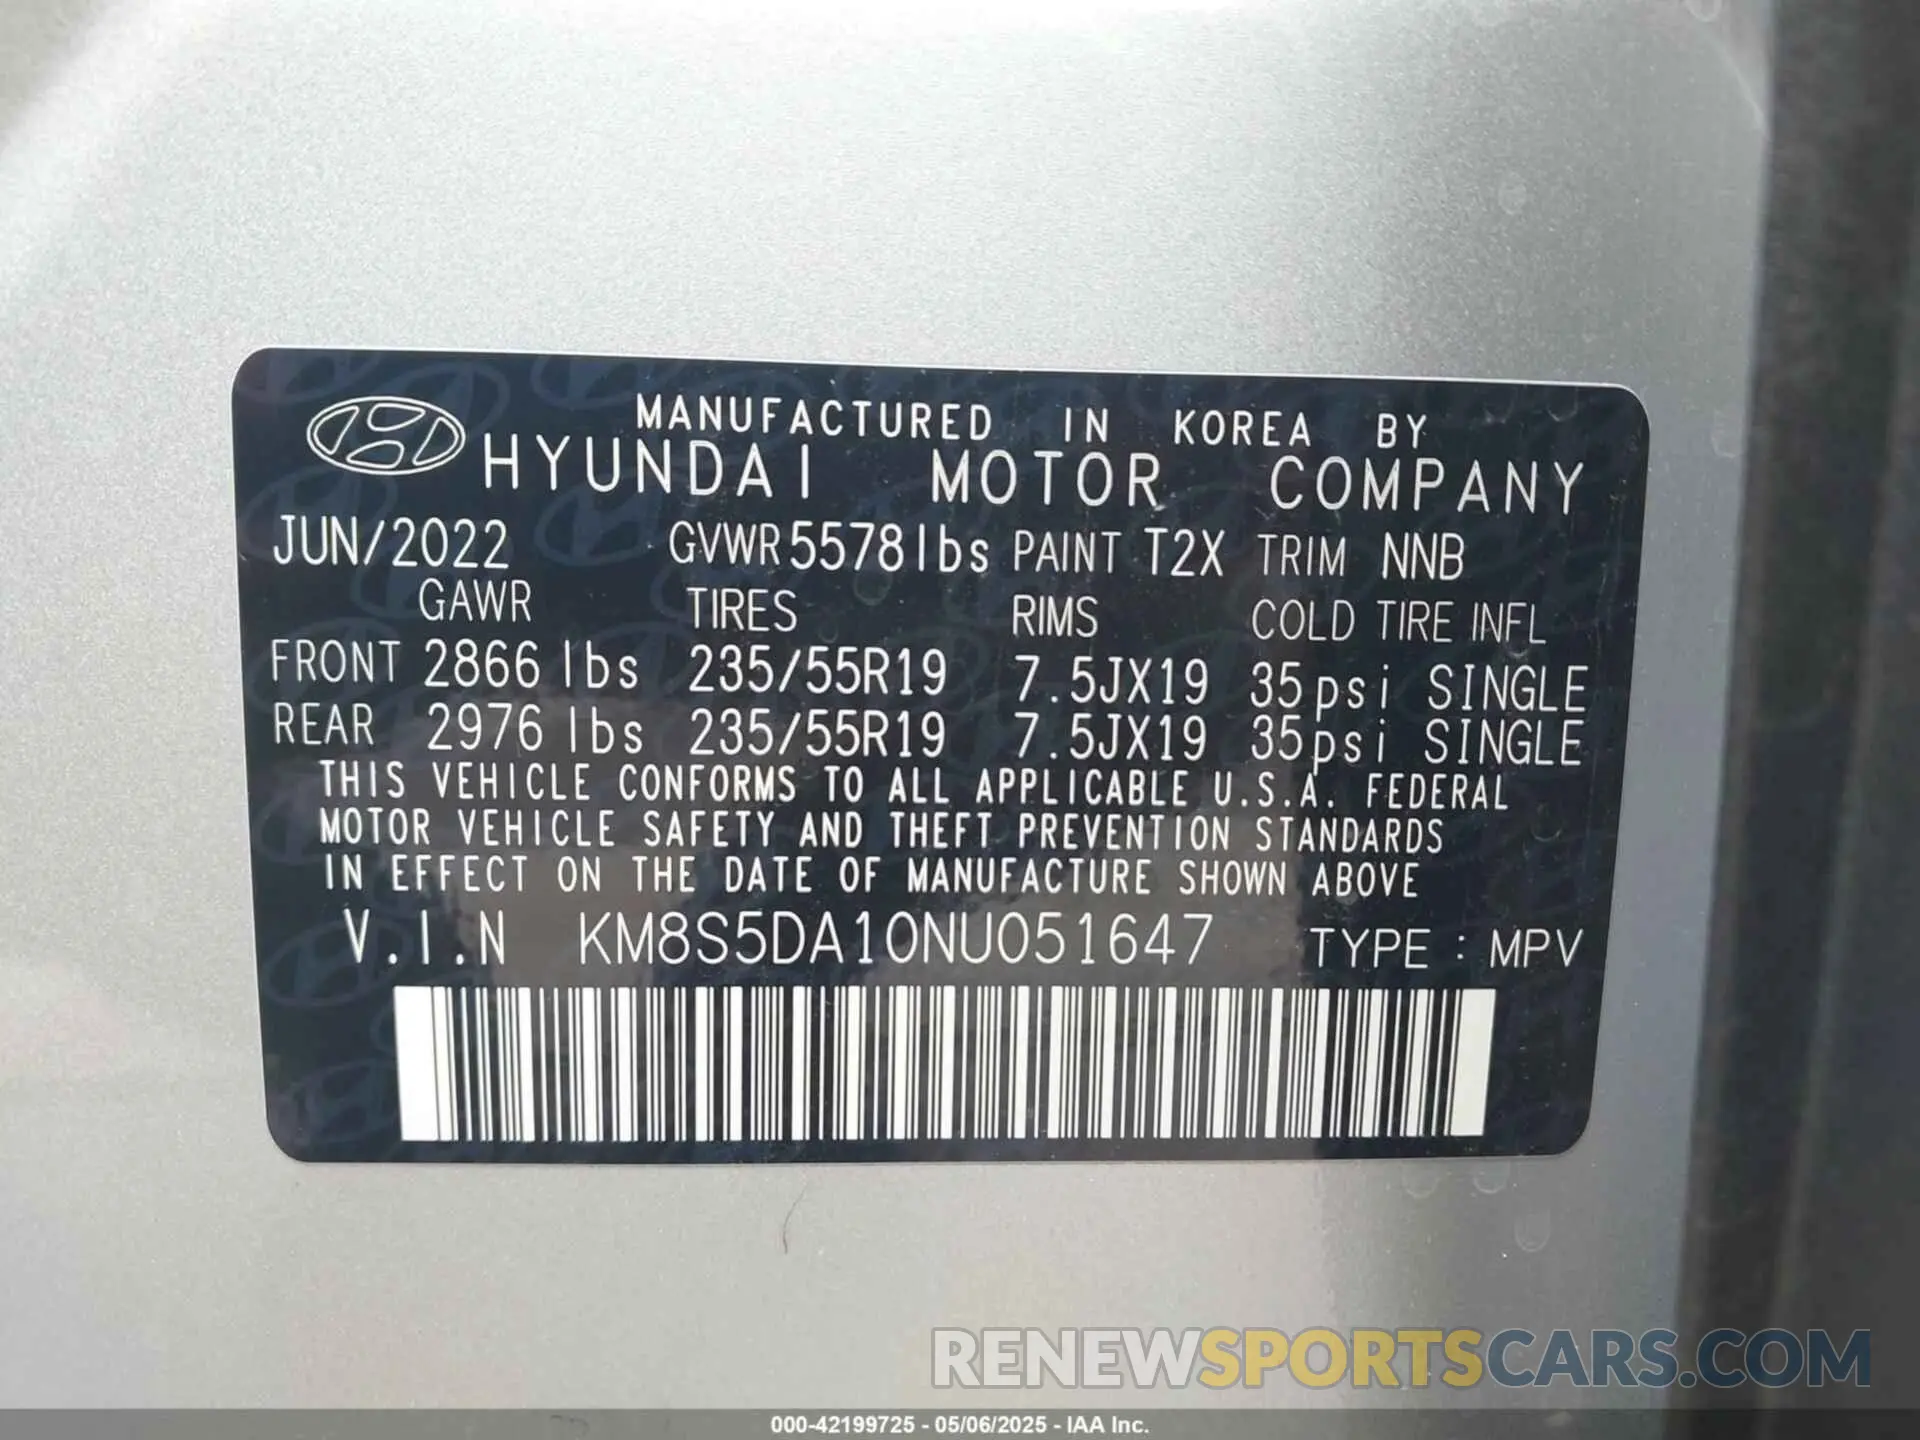 MANUFACTURED IN KOREA BY
HYUNDAI MOTOR COMPANY
JUN/2022 GVWR 5578lbs PAINT T2X TRIM NNB
GAWR TIRES RIMS COLD TIRE INFL
FRONT 2866 lbs 235/55R19 7.5JX19 35psi SINGLE
REAR 2976 lbs 235/55R19 7.5JX19 35psi SINGLE
THIS VEHICLE CONFORMS TO ALL APPLICABLE U.S.A. FEDERAL
MOTOR VEHICLE SAFETY AND THEFT PREVENTION STANDARDS
IN EFFECT ON THE DATE OF MANUFACTURE SHOWN ABOVE
V.I.N KM8S5DA10NU051647 TYPE : MPV
RENEWSPORTSCARS.COM
000-42199725 - 05/06/2025 - IAA Inc.